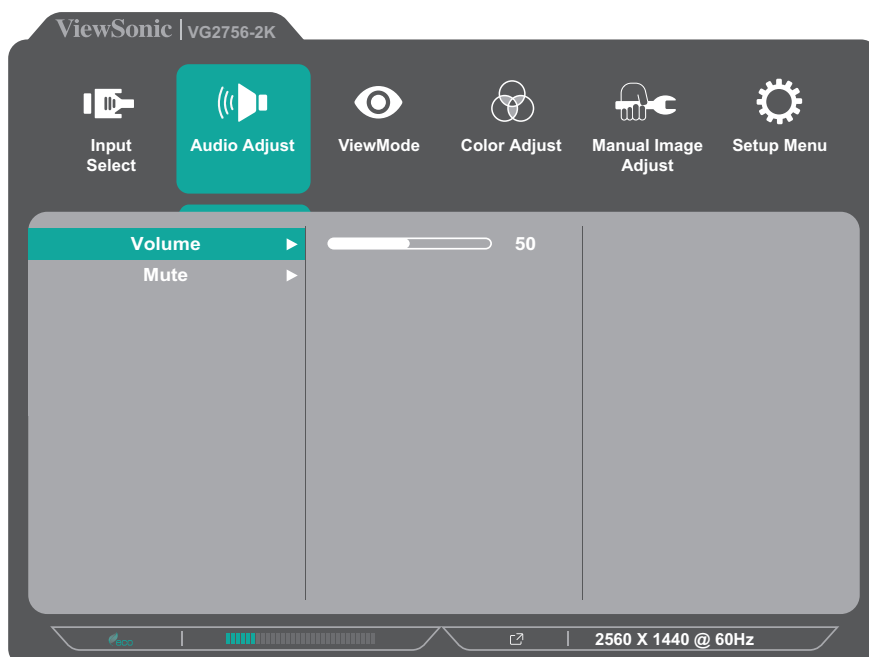 ViewSonic | VG2756-2K
Input Select
Audio Adjust
ViewMode
Color Adjust
Manual Image Adjust
Setup Menu
Volume
50
Mute
eco
2560 X 1440 @ 60Hz